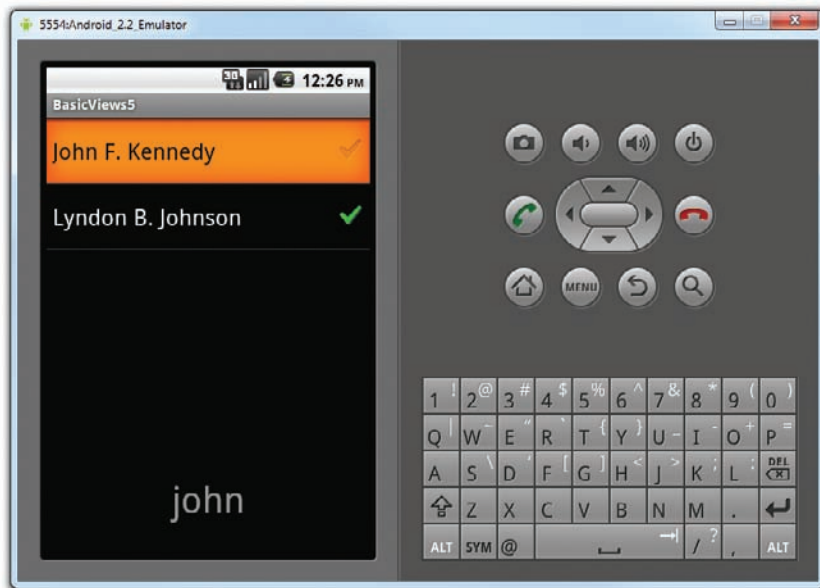 5554:Android_2.2_Emulator
3G 12:26 PM
BasicViews5
John F. Kennedy
Lyndon B. Johnson
john
MENU
1 ! 2 @ 3 # 4 $ 5 % 6 ^ 7 & 8 * 9 ( 0 )
Q | W ~ E " R ` T { Y } U _ I - O + P =
A S \ D ' F [ G ] H < J > K ; L : DEL
Z X C V B N M .
ALT SYM @ / ? , ALT